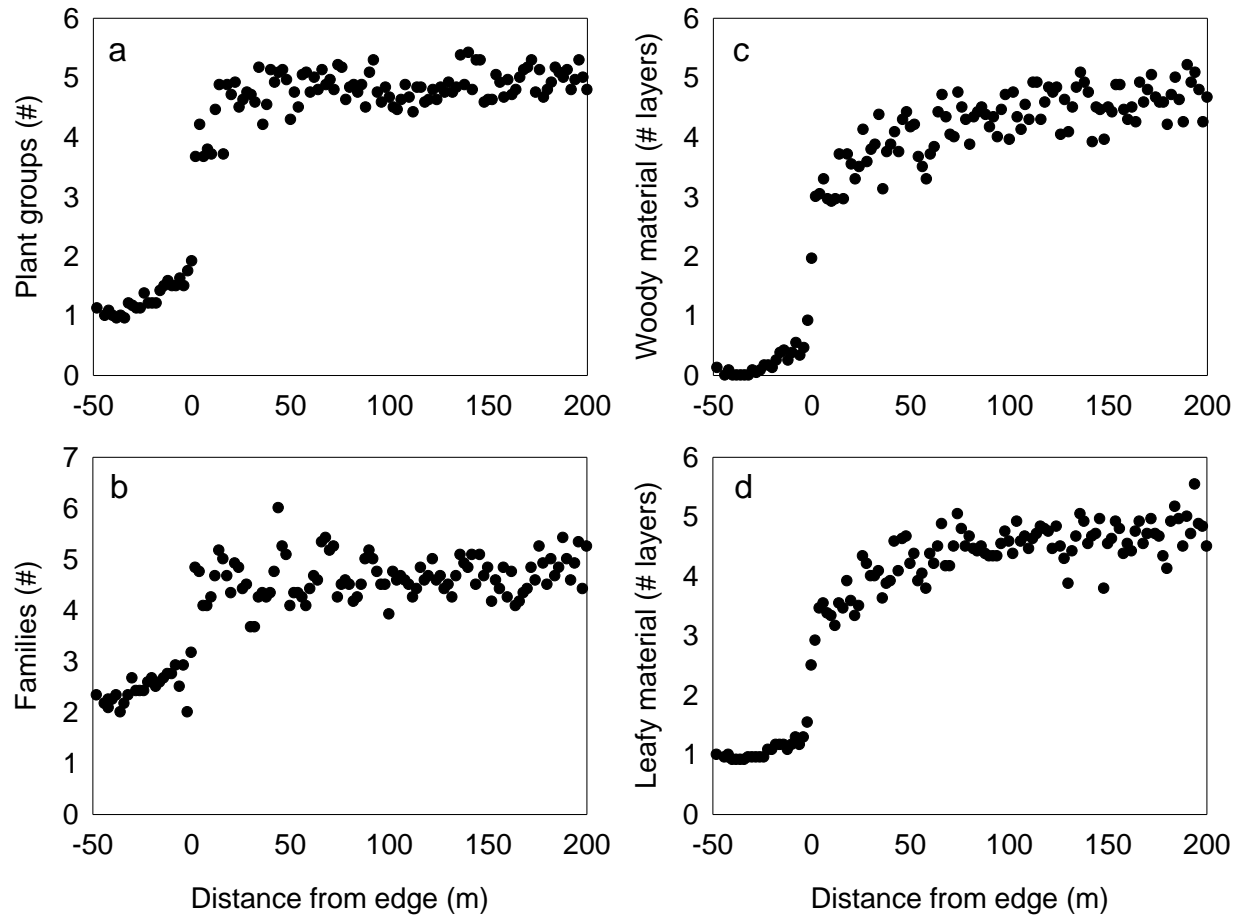 a
Plant groups (#)
6
5
4
3
2
1
0
-50 0 50 100 150 200
c
Woody material (# layers)
6
5
4
3
2
1
0
-50 0 50 100 150 200
b
Families (#)
7
6
5
4
3
2
1
0
-50 0 50 100 150 200
Distance from edge (m)
d
Leafy material (# layers)
6
5
4
3
2
1
0
-50 0 50 100 150 200
Distance from edge (m)